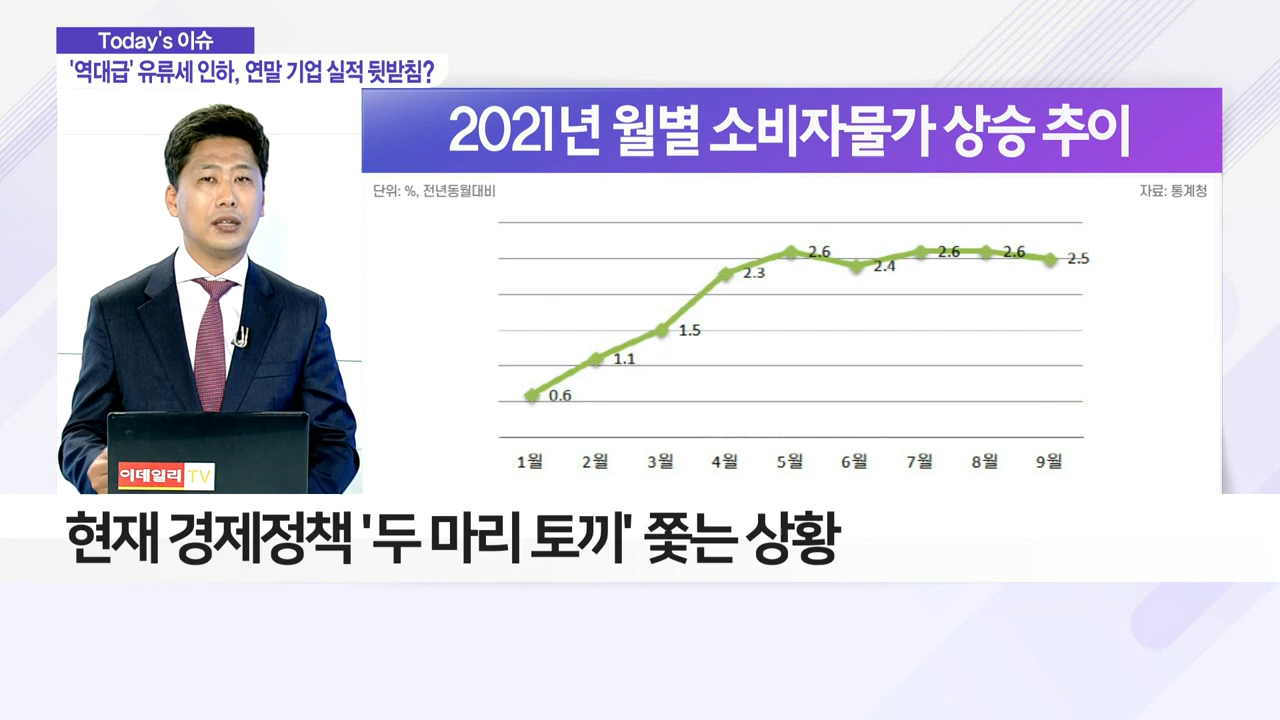 Today's 이슈
'역대급' 유류세 인하, 연말 기업 실적 뒷받침?
2021년 월별 소비자물가 상승 추이
단위: %, 전년동월대비
자료: 통계청
2.6
2.6
2.6
2.5
2.4
2.3
1.5
1.1
0.6
1월 2월 3월 4월 5월 6월 7월 8월 9월
이데일리 TV
현재 경제정책 '두 마리 토끼' 쫓는 상황